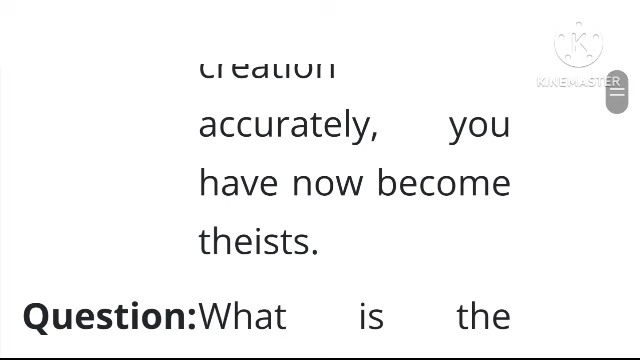 creation
KINEMASTER
accurately, you
have now become
theists.
Question:What is the